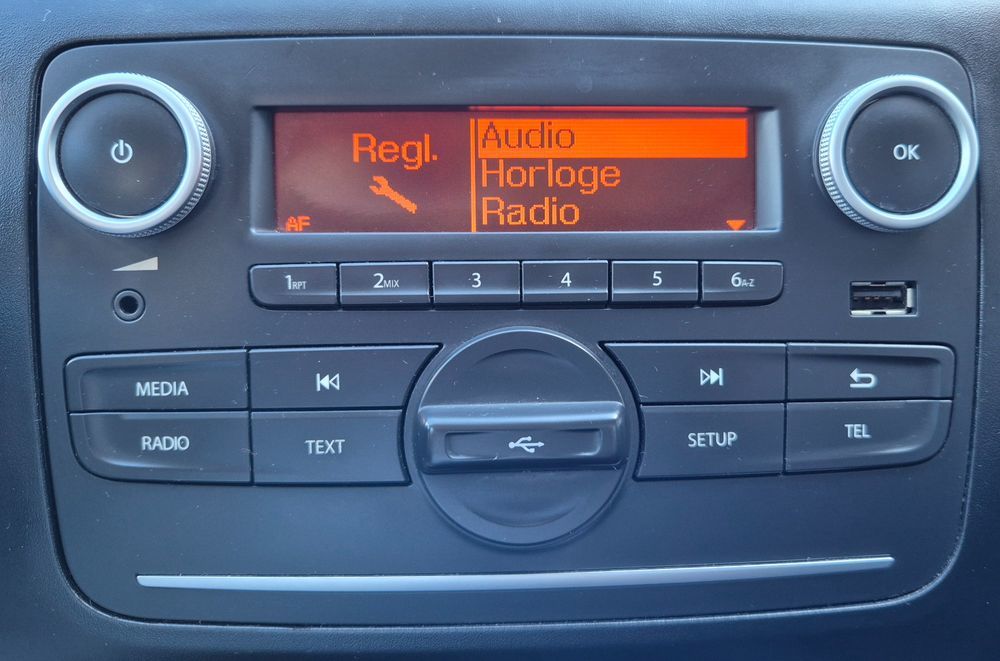 Regl.
AF
Audio
Horloge
Radio
OK
1RPT
2MIX
3
4
5
6A-Z
MEDIA
RADIO
TEXT
SETUP
TEL